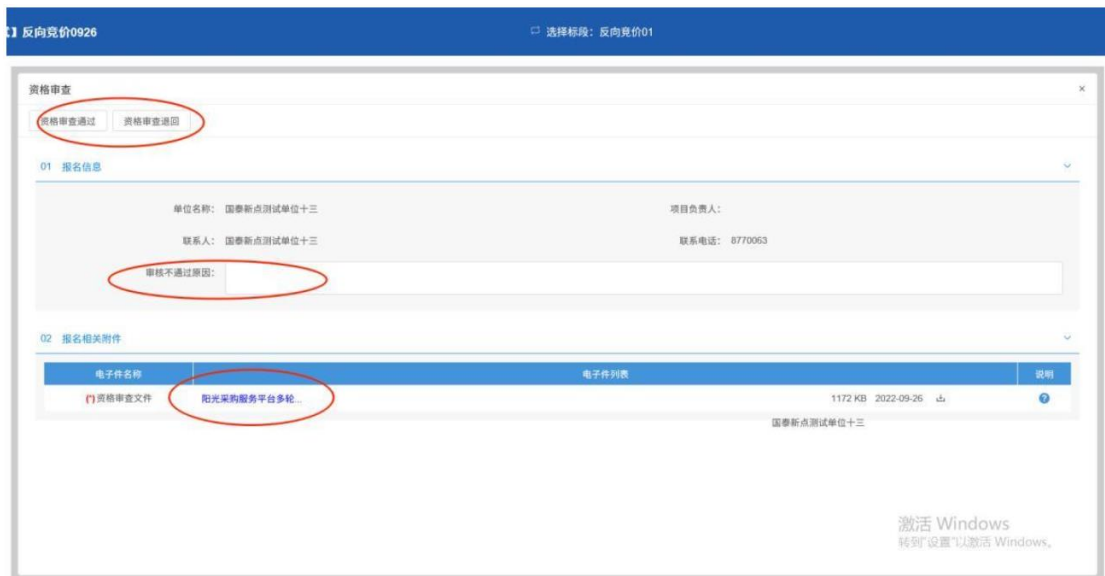 】反向竞价0926 选择标段：反向竞价01
资格审查 ×
资格审查通过 资格审查退回
01 报名信息
单位名称： 国泰新点测试单位十三 项目负责人：
联系人： 国泰新点测试单位十三 联系电话： 8770063
审核不通过原因：
02 报名相关附件
电子件名称 电子件列表 说明
(*)资格审查文件 阳光采购服务平台多轮... 1172 KB 2022-09-26 ?
国泰新点测试单位十三
激活 Windows
转到"设置"以激活 Windows。